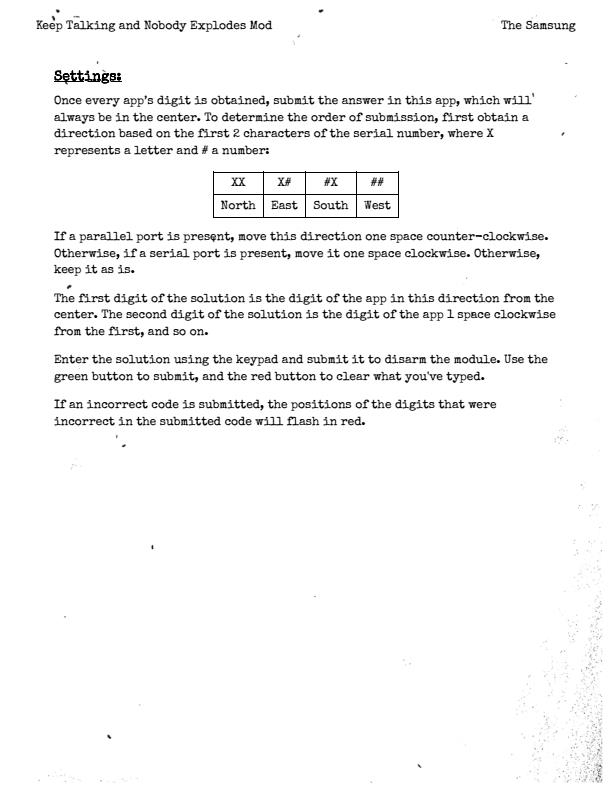 Keep Talking and Nobody Explodes Mod The Samsung
Settings:
Once every app's digit is obtained, submit the answer in this app, which will
always be in the center. To determine the order of submission, first obtain a
direction based on the first 2 characters of the serial number, where X
represents a letter and # a number:
XX X# #X ##
North East South West
If a parallel port is present, move this direction one space counter-clockwise.
Otherwise, if a serial port is present, move it one space clockwise. Otherwise,
keep it as is.
The first digit of the solution is the digit of the app in this direction from the
center. The second digit of the solution is the digit of the app 1 space clockwise
from the first, and so on.
Enter the solution using the keypad and submit it to disarm the module. Use the
green button to submit, and the red button to clear what you've typed.
If an incorrect code is submitted, the positions of the digits that were
incorrect in the submitted code will flash in red.